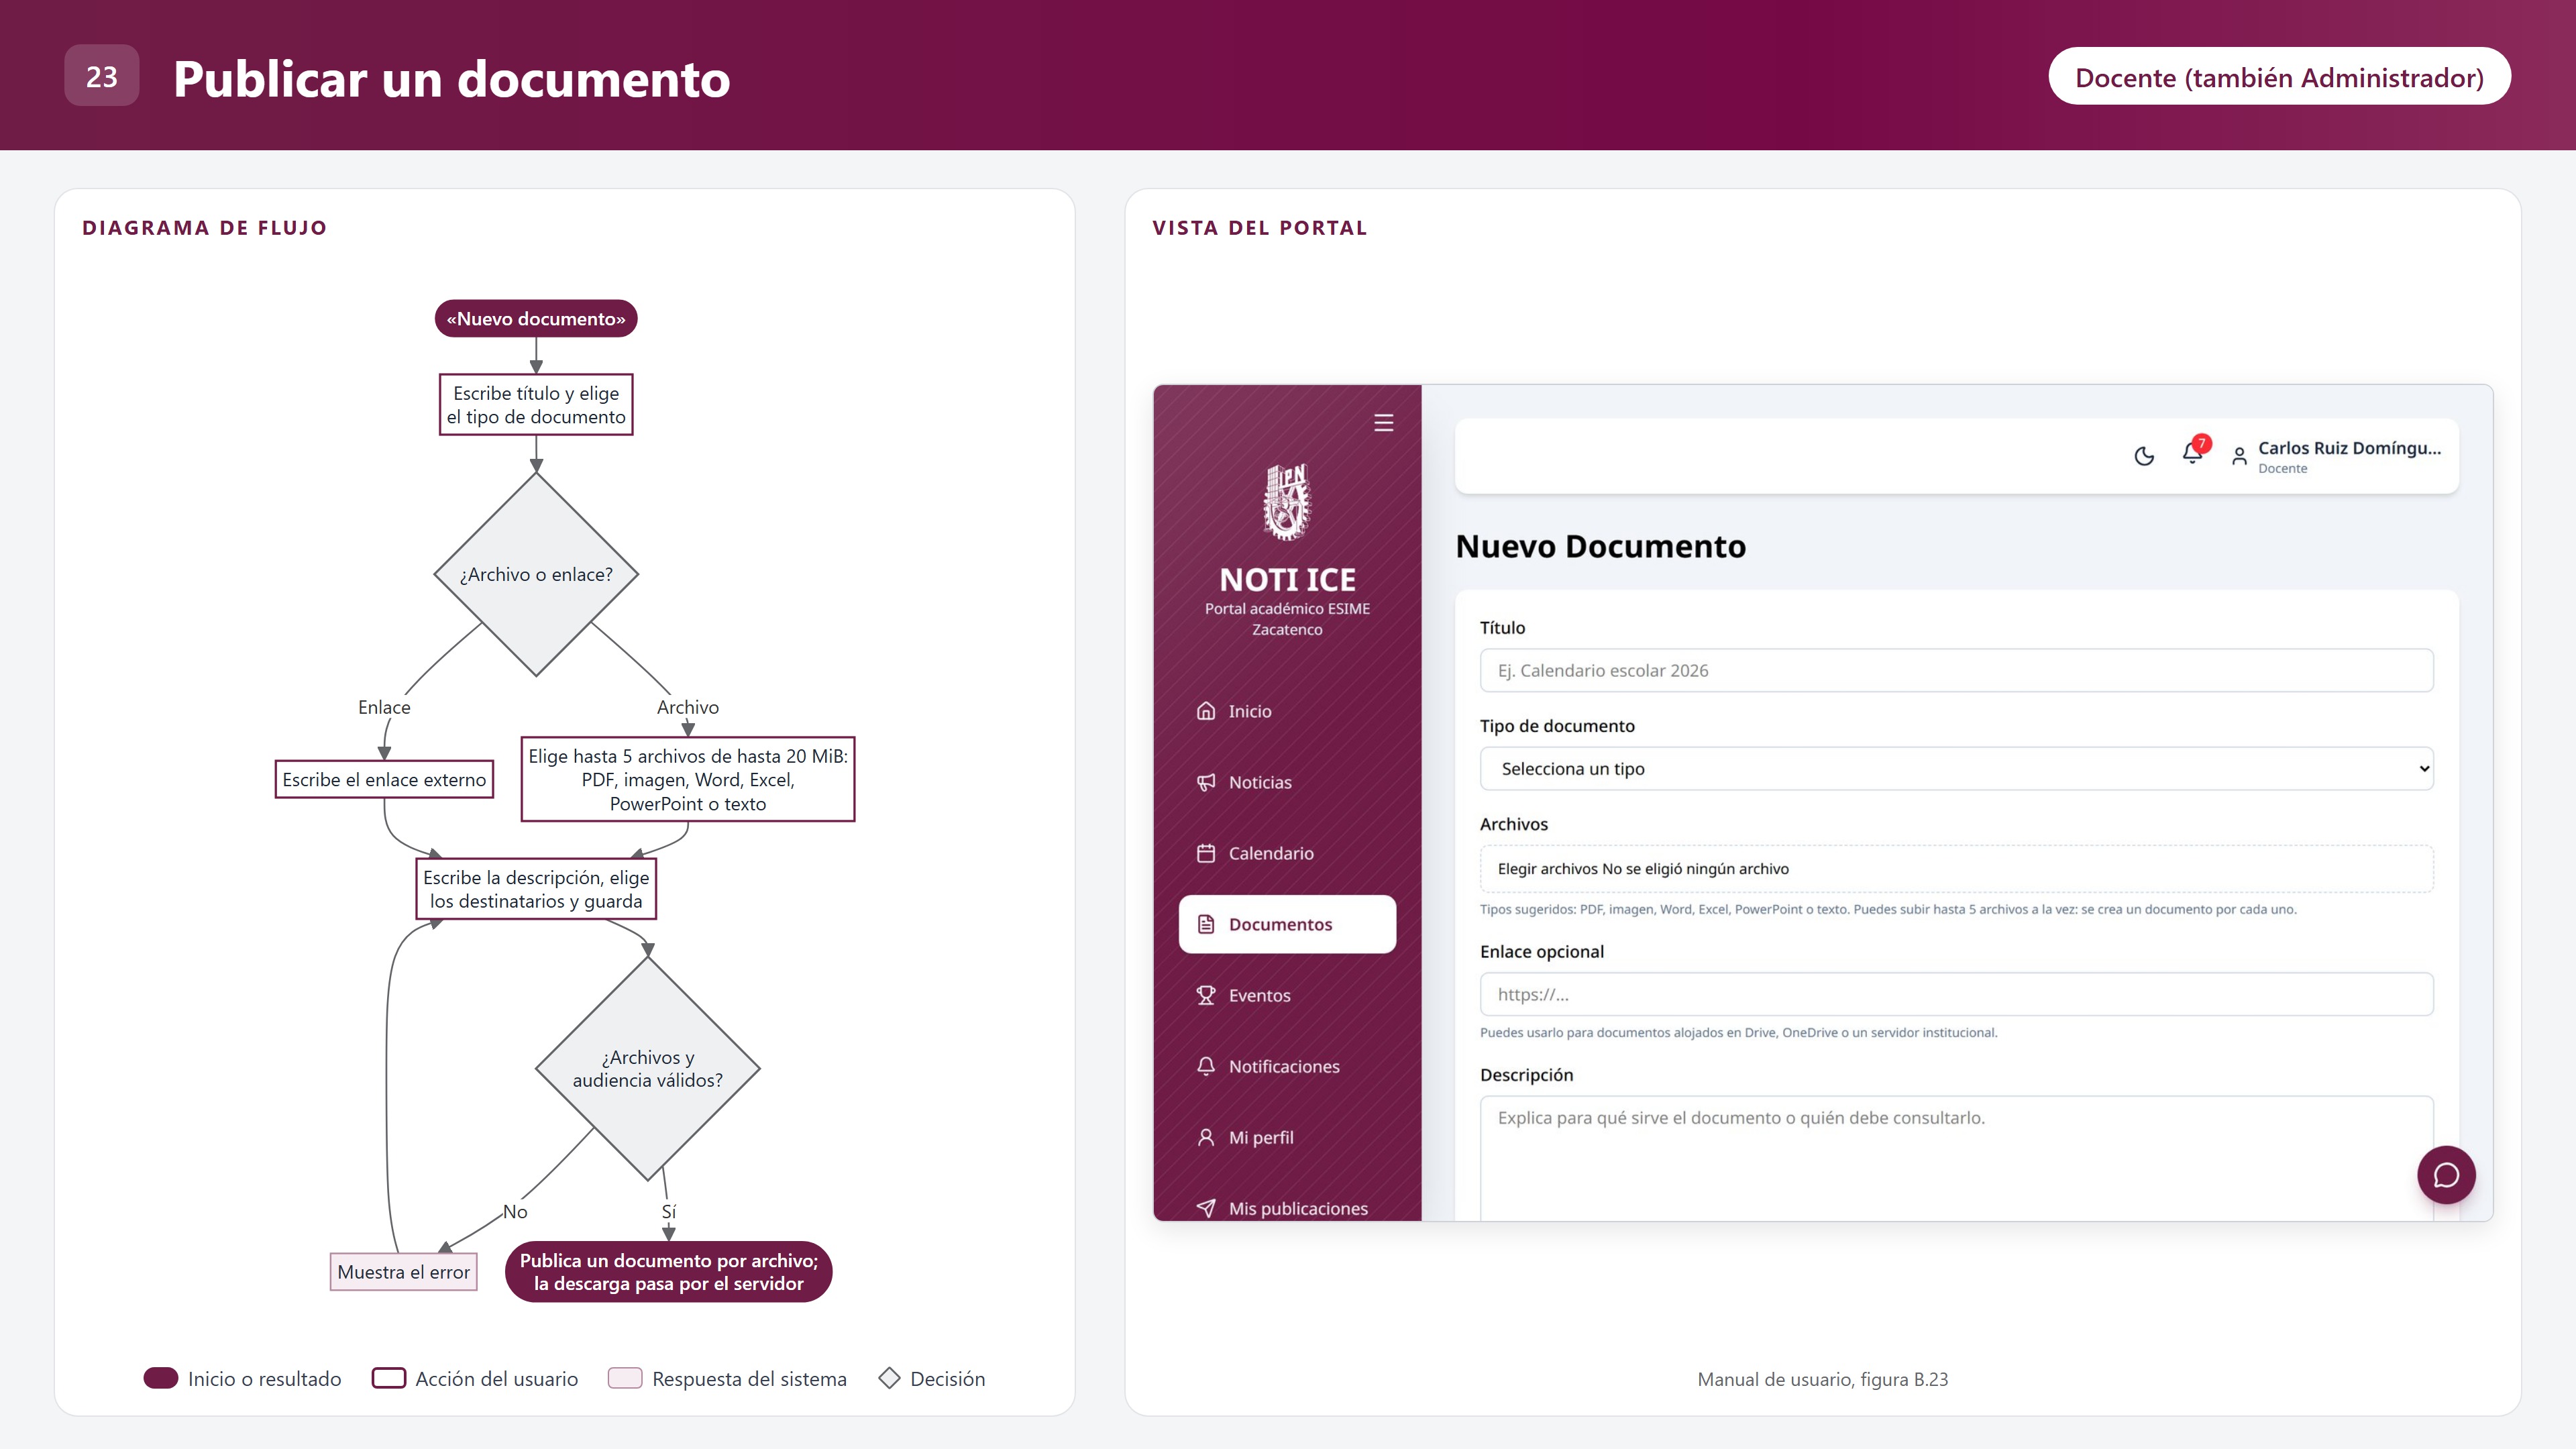 23
Publicar un documento
Docente (también Administrador)
DIAGRAMA DE FLUJO
«Nuevo documento»
Escribe título y elige
el tipo de documento
¿Archivo o enlace?
Enlace
Archivo
Escribe el enlace externo
Elige hasta 5 archivos de hasta 20 MiB:
PDF, imagen, Word, Excel,
PowerPoint o texto
Escribe la descripción, elige
los destinatarios y guarda
¿Archivos y
audiencia válidos?
No
Sí
Muestra el error
Publica un documento por archivo;
la descarga pasa por el servidor
Inicio o resultado
Acción del usuario
Respuesta del sistema
Decisión
VISTA DEL PORTAL
IPN
NOTI ICE
Portal académico ESIME
Zacatenco
Inicio
Noticias
Calendario
Documentos
Eventos
Notificaciones
Mi perfil
Mis publicaciones
7
Carlos Ruiz Domíngu...
Docente
Nuevo Documento
Título
Ej. Calendario escolar 2026
Tipo de documento
Selecciona un tipo
Archivos
Elegir archivos No se eligió ningún archivo
Tipos sugeridos: PDF, imagen, Word, Excel, PowerPoint o texto. Puedes subir hasta 5 archivos a la vez: se crea un documento por cada uno.
Enlace opcional
https://...
Puedes usarlo para documentos alojados en Drive, OneDrive o un servidor institucional.
Descripción
Explica para qué sirve el documento o quién debe consultarlo.
Manual de usuario, figura B.23